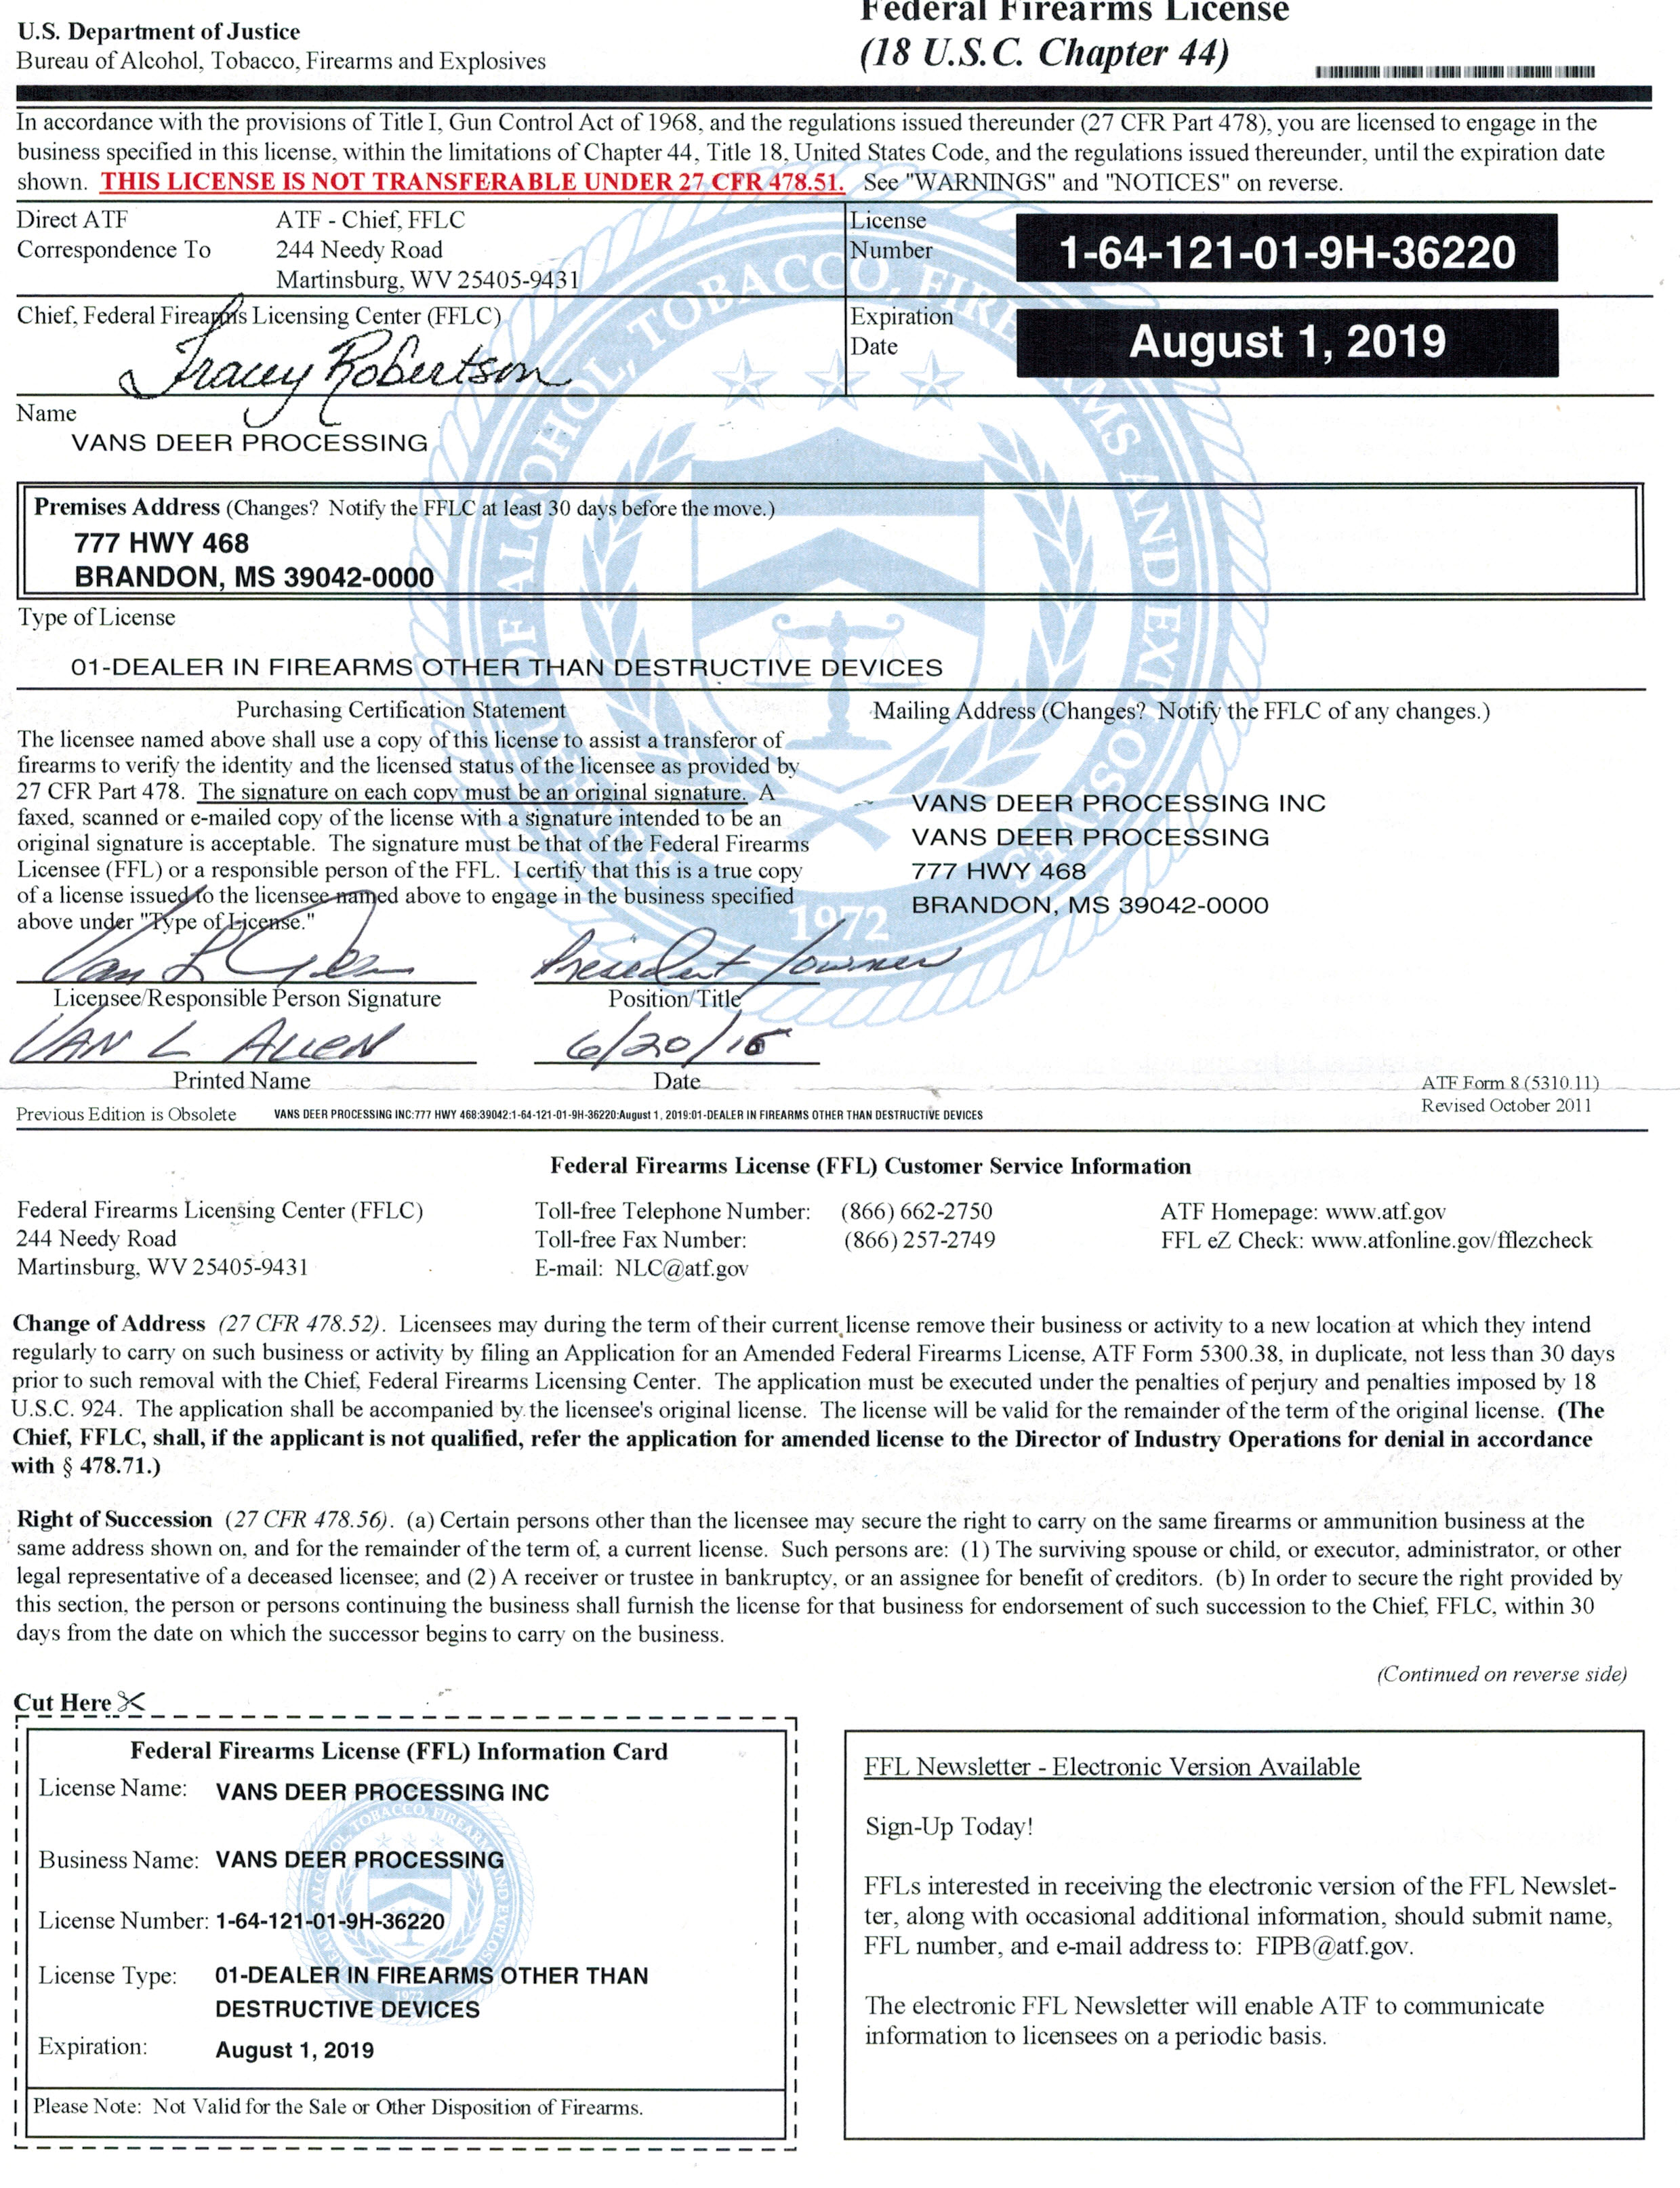 U.S. Department of Justice
Bureau of Alcohol, Tobacco, Firearms and Explosives
Federal Firearms License
(18 U.S.C. Chapter 44)
In accordance with the provisions of Title I, Gun Control Act of 1968, and the regulations issued thereunder (27 CFR Part 478), you are licensed to engage in the
business specified in this license, within the limitations of Chapter 44, Title 18, United States Code, and the regulations issued thereunder, until the expiration date
shown. THIS LICENSE IS NOT TRANSFERABLE UNDER 27 CFR 478.51. See "WARNINGS" and "NOTICES" on reverse.
Direct ATF
Correspondence To
ATF - Chief, FFLC
244 Needy Road
Martinsburg, WV 25405-9431
License
Number
1-64-121-01-9H-36220
Chief, Federal Firearms Licensing Center (FFLC)
Tracey Robertson
Expiration
Date
August 1, 2019
Name
VANS DEER PROCESSING
Premises Address (Changes? Notify the FFLC at least 30 days before the move.)
777 HWY 468
BRANDON, MS 39042-0000
Type of License
01-DEALER IN FIREARMS OTHER THAN DESTRUCTIVE DEVICES
Purchasing Certification Statement
The licensee named above shall use a copy of this license to assist a transferor of
firearms to verify the identity and the licensed status of the licensee as provided by
27 CFR Part 478. The signature on each copy must be an original signature. A
faxed, scanned or e-mailed copy of the license with a signature intended to be an
original signature is acceptable. The signature must be that of the Federal Firearms
Licensee (FFL) or a responsible person of the FFL. I certify that this is a true copy
of a license issued to the licensee named above to engage in the business specified
above under "Type of License."
Mailing Address (Changes? Notify the FFLC of any changes.)
VANS DEER PROCESSING INC
VANS DEER PROCESSING
777 HWY 468
BRANDON, MS 39042-0000
BUREAU OF ALCOHOL, TOBACCO, FIREARMS AND EXPLOSIVES
1972
Van L
President / owner
Licensee/Responsible Person Signature
Position/Title
VAN L ALLEN
6/20/16
Printed Name
Date
ATF Form 8 (5310.11)
Revised October 2011
Previous Edition is Obsolete
VANS DEER PROCESSING INC:777 HWY 468:39042:1-64-121-01-9H-36220:August 1, 2019:01-DEALER IN FIREARMS OTHER THAN DESTRUCTIVE DEVICES
Federal Firearms License (FFL) Customer Service Information
Federal Firearms Licensing Center (FFLC)
244 Needy Road
Martinsburg, WV 25405-9431
Toll-free Telephone Number: (866) 662-2750
Toll-free Fax Number: (866) 257-2749
E-mail: NLC@atf.gov
ATF Homepage: www.atf.gov
FFL eZ Check: www.atfonline.gov/fflezcheck
Change of Address (27 CFR 478.52). Licensees may during the term of their current license remove their business or activity to a new location at which they intend
regularly to carry on such business or activity by filing an Application for an Amended Federal Firearms License, ATF Form 5300.38, in duplicate, not less than 30 days
prior to such removal with the Chief, Federal Firearms Licensing Center. The application must be executed under the penalties of perjury and penalties imposed by 18
U.S.C. 924. The application shall be accompanied by the licensee's original license. The license will be valid for the remainder of the term of the original license. (The
Chief, FFLC, shall, if the applicant is not qualified, refer the application for amended license to the Director of Industry Operations for denial in accordance
with § 478.71.)
Right of Succession (27 CFR 478.56). (a) Certain persons other than the licensee may secure the right to carry on the same firearms or ammunition business at the
same address shown on, and for the remainder of the term of, a current license. Such persons are: (1) The surviving spouse or child, or executor, administrator, or other
legal representative of a deceased licensee; and (2) A receiver or trustee in bankruptcy, or an assignee for benefit of creditors. (b) In order to secure the right provided by
this section, the person or persons continuing the business shall furnish the license for that business for endorsement of such succession to the Chief, FFLC, within 30
days from the date on which the successor begins to carry on the business.
(Continued on reverse side)
Cut Here
Federal Firearms License (FFL) Information Card
License Name: VANS DEER PROCESSING INC
Business Name: VANS DEER PROCESSING
License Number: 1-64-121-01-9H-36220
License Type: 01-DEALER IN FIREARMS OTHER THAN
DESTRUCTIVE DEVICES
Expiration: August 1, 2019
Please Note: Not Valid for the Sale or Other Disposition of Firearms.
FFL Newsletter - Electronic Version Available
Sign-Up Today!
FFLs interested in receiving the electronic version of the FFL Newslet-
ter, along with occasional additional information, should submit name,
FFL number, and e-mail address to: FIPB@atf.gov.
The electronic FFL Newsletter will enable ATF to communicate
information to licensees on a periodic basis.